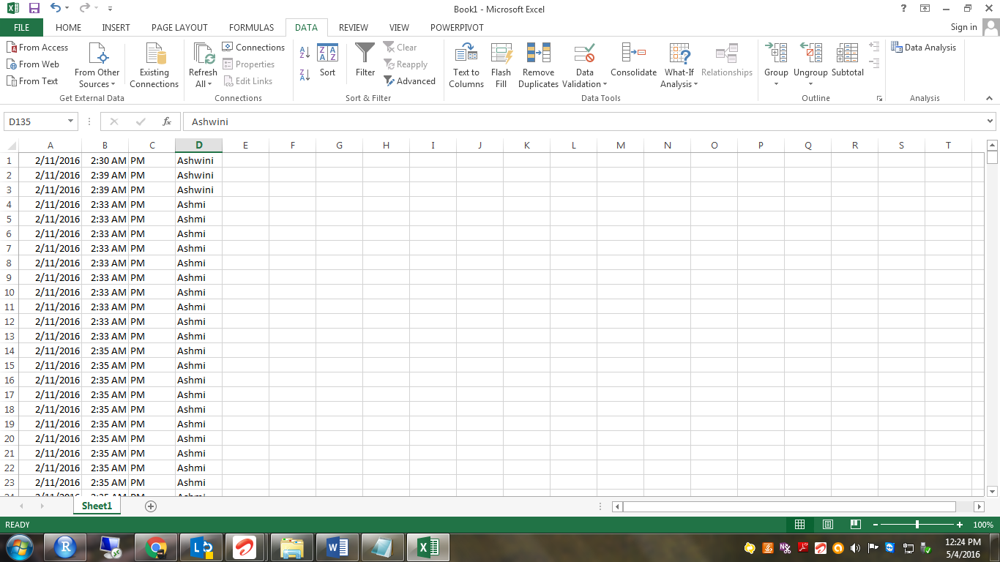 Book1 - Microsoft Excel
FILE HOME INSERT PAGE LAYOUT FORMULAS DATA REVIEW VIEW POWERPIVOT Sign in
From Access
From Web
From Text
From Other Sources
Existing Connections
Get External Data
Refresh All
Connections
Properties
Edit Links
Connections
Sort
Filter
Clear
Reapply
Advanced
Sort & Filter
Text to Columns
Flash Fill
Remove Duplicates
Data Validation
Consolidate
What-If Analysis
Relationships
Data Tools
Group
Ungroup
Subtotal
Outline
Data Analysis
Analysis
D135 fx Ashwini
A B C D E F G H I J K L M N O P Q R S T
1 2/11/2016 2:30 AM PM Ashwini
2 2/11/2016 2:39 AM PM Ashwini
3 2/11/2016 2:39 AM PM Ashwini
4 2/11/2016 2:33 AM PM Ashmi
5 2/11/2016 2:33 AM PM Ashmi
6 2/11/2016 2:33 AM PM Ashmi
7 2/11/2016 2:33 AM PM Ashmi
8 2/11/2016 2:33 AM PM Ashmi
9 2/11/2016 2:33 AM PM Ashmi
10 2/11/2016 2:33 AM PM Ashmi
11 2/11/2016 2:33 AM PM Ashmi
12 2/11/2016 2:33 AM PM Ashmi
13 2/11/2016 2:33 AM PM Ashmi
14 2/11/2016 2:35 AM PM Ashmi
15 2/11/2016 2:35 AM PM Ashmi
16 2/11/2016 2:35 AM PM Ashmi
17 2/11/2016 2:35 AM PM Ashmi
18 2/11/2016 2:35 AM PM Ashmi
19 2/11/2016 2:35 AM PM Ashmi
20 2/11/2016 2:35 AM PM Ashmi
21 2/11/2016 2:35 AM PM Ashmi
22 2/11/2016 2:35 AM PM Ashmi
23 2/11/2016 2:35 AM PM Ashmi
Sheet1
READY 100%
12:24 PM
5/4/2016